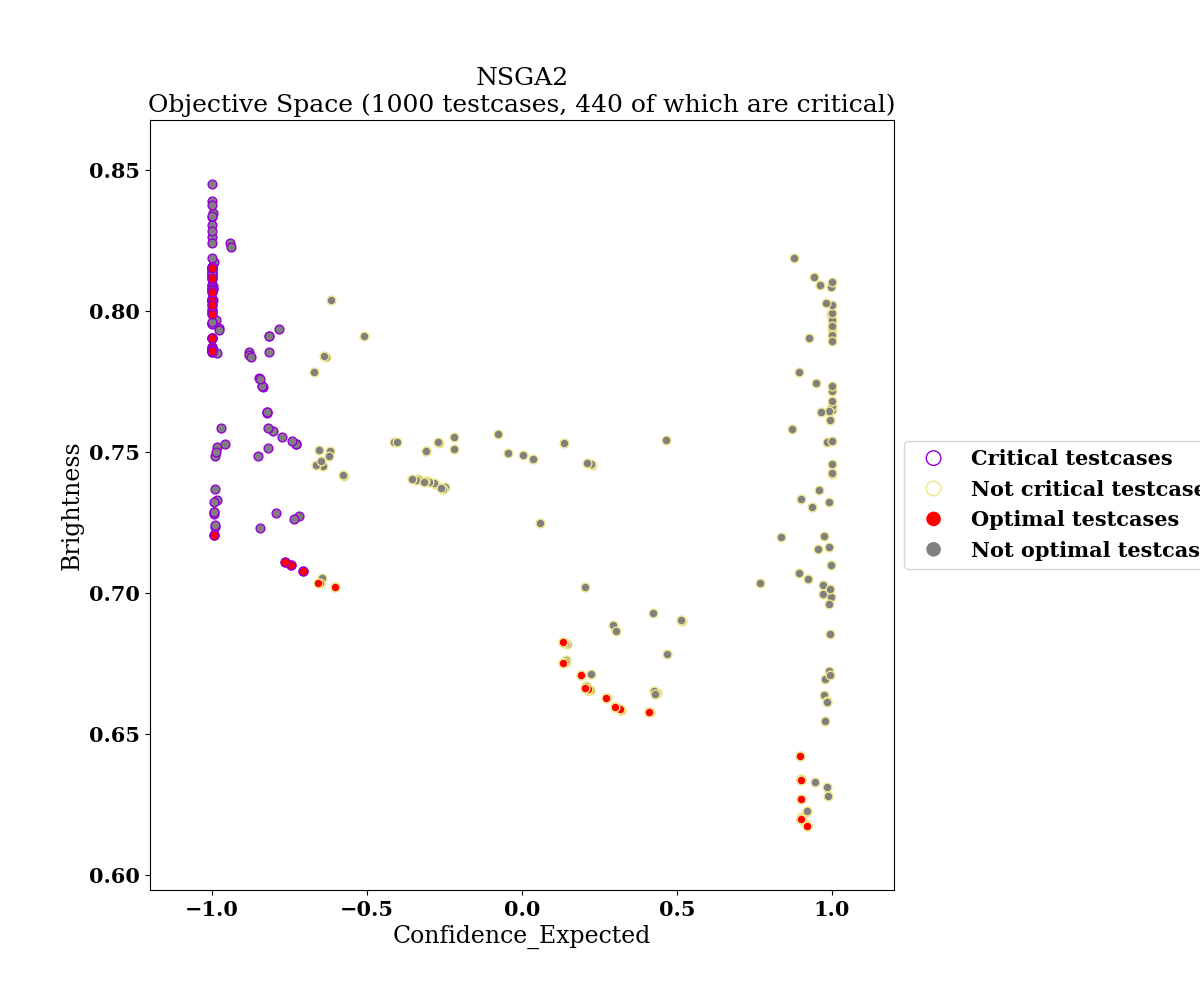 NSGA2
Objective Space (1000 testcases, 440 of which are critical)
0.85
0.80
0.75
0.70
0.65
0.60
Brightness
−1.0
−0.5
0.0
0.5
1.0
Confidence_Expected
Critical testcases
Not critical testcase
Optimal testcases
Not optimal testcas